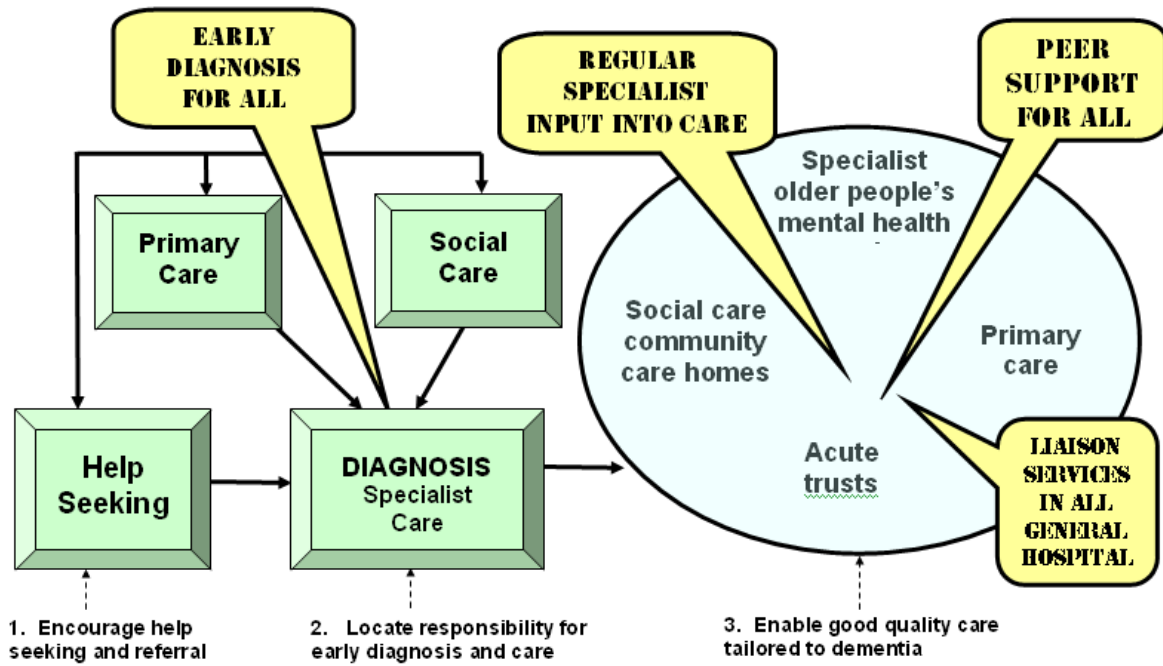 EARLY
DIAGNOSIS
FOR ALL
REGULAR
SPECIALIST
INPUT INTO CARE
PEER
SUPPORT
FOR ALL
Primary
Care
Social
Care
Specialist
older people's
mental health
Social care
community
care homes
Primary
care
Help
Seeking
DIAGNOSIS
Specialist
Care
Acute
trusts
LIAISON
SERVICES
IN ALL
GENERAL
HOSPITAL
1. Encourage help
seeking and referral
2. Locate responsibility for
early diagnosis and care
3. Enable good quality care
tailored to dementia